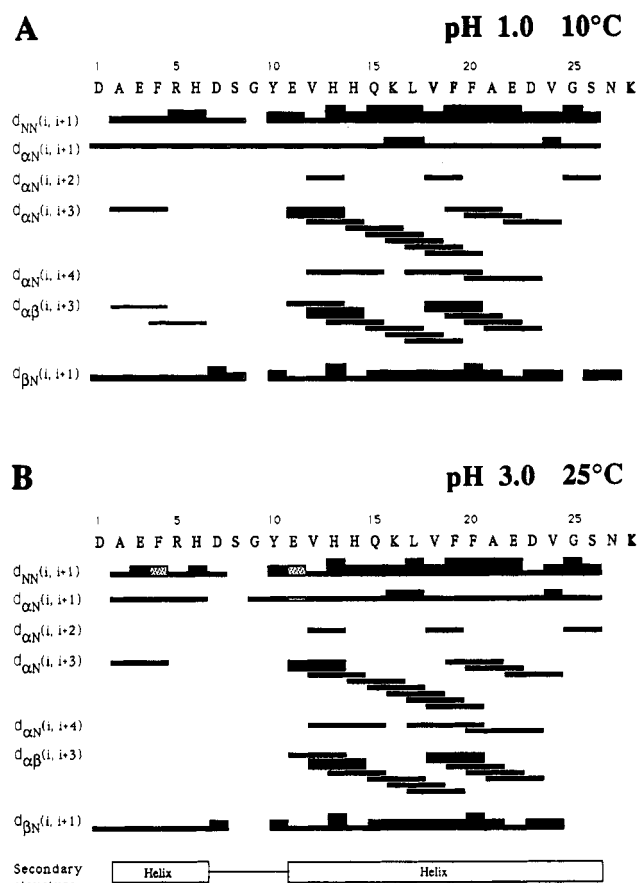 A pH 1.0 10°C
1 5 10 15 20 25
D A E F R H D S G Y E V H H Q K L V F F A E D V G S N K
dNN(i, i+1)
dαN(i, i+1)
dαN(i, i+2)
dαN(i, i+3)
dαN(i, i+4)
dαβ(i, i+3)
dβN(i, i+1)
B pH 3.0 25°C
1 5 10 15 20 25
D A E F R H D S G Y E V H H Q K L V F F A E D V G S N K
dNN(i, i+1)
dαN(i, i+1)
dαN(i, i+2)
dαN(i, i+3)
dαN(i, i+4)
dαβ(i, i+3)
dβN(i, i+1)
Secondary Helix Helix